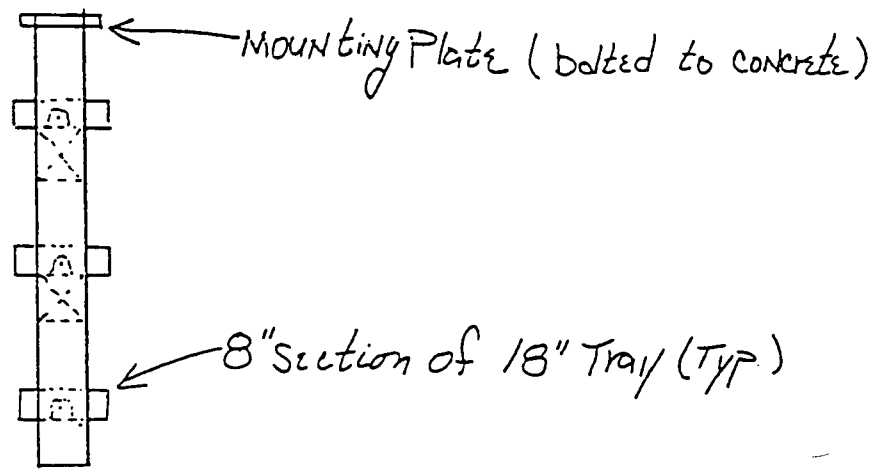 Mounting Plate (bolted to concrete)
8" Section of 18" Tray (Typ.)